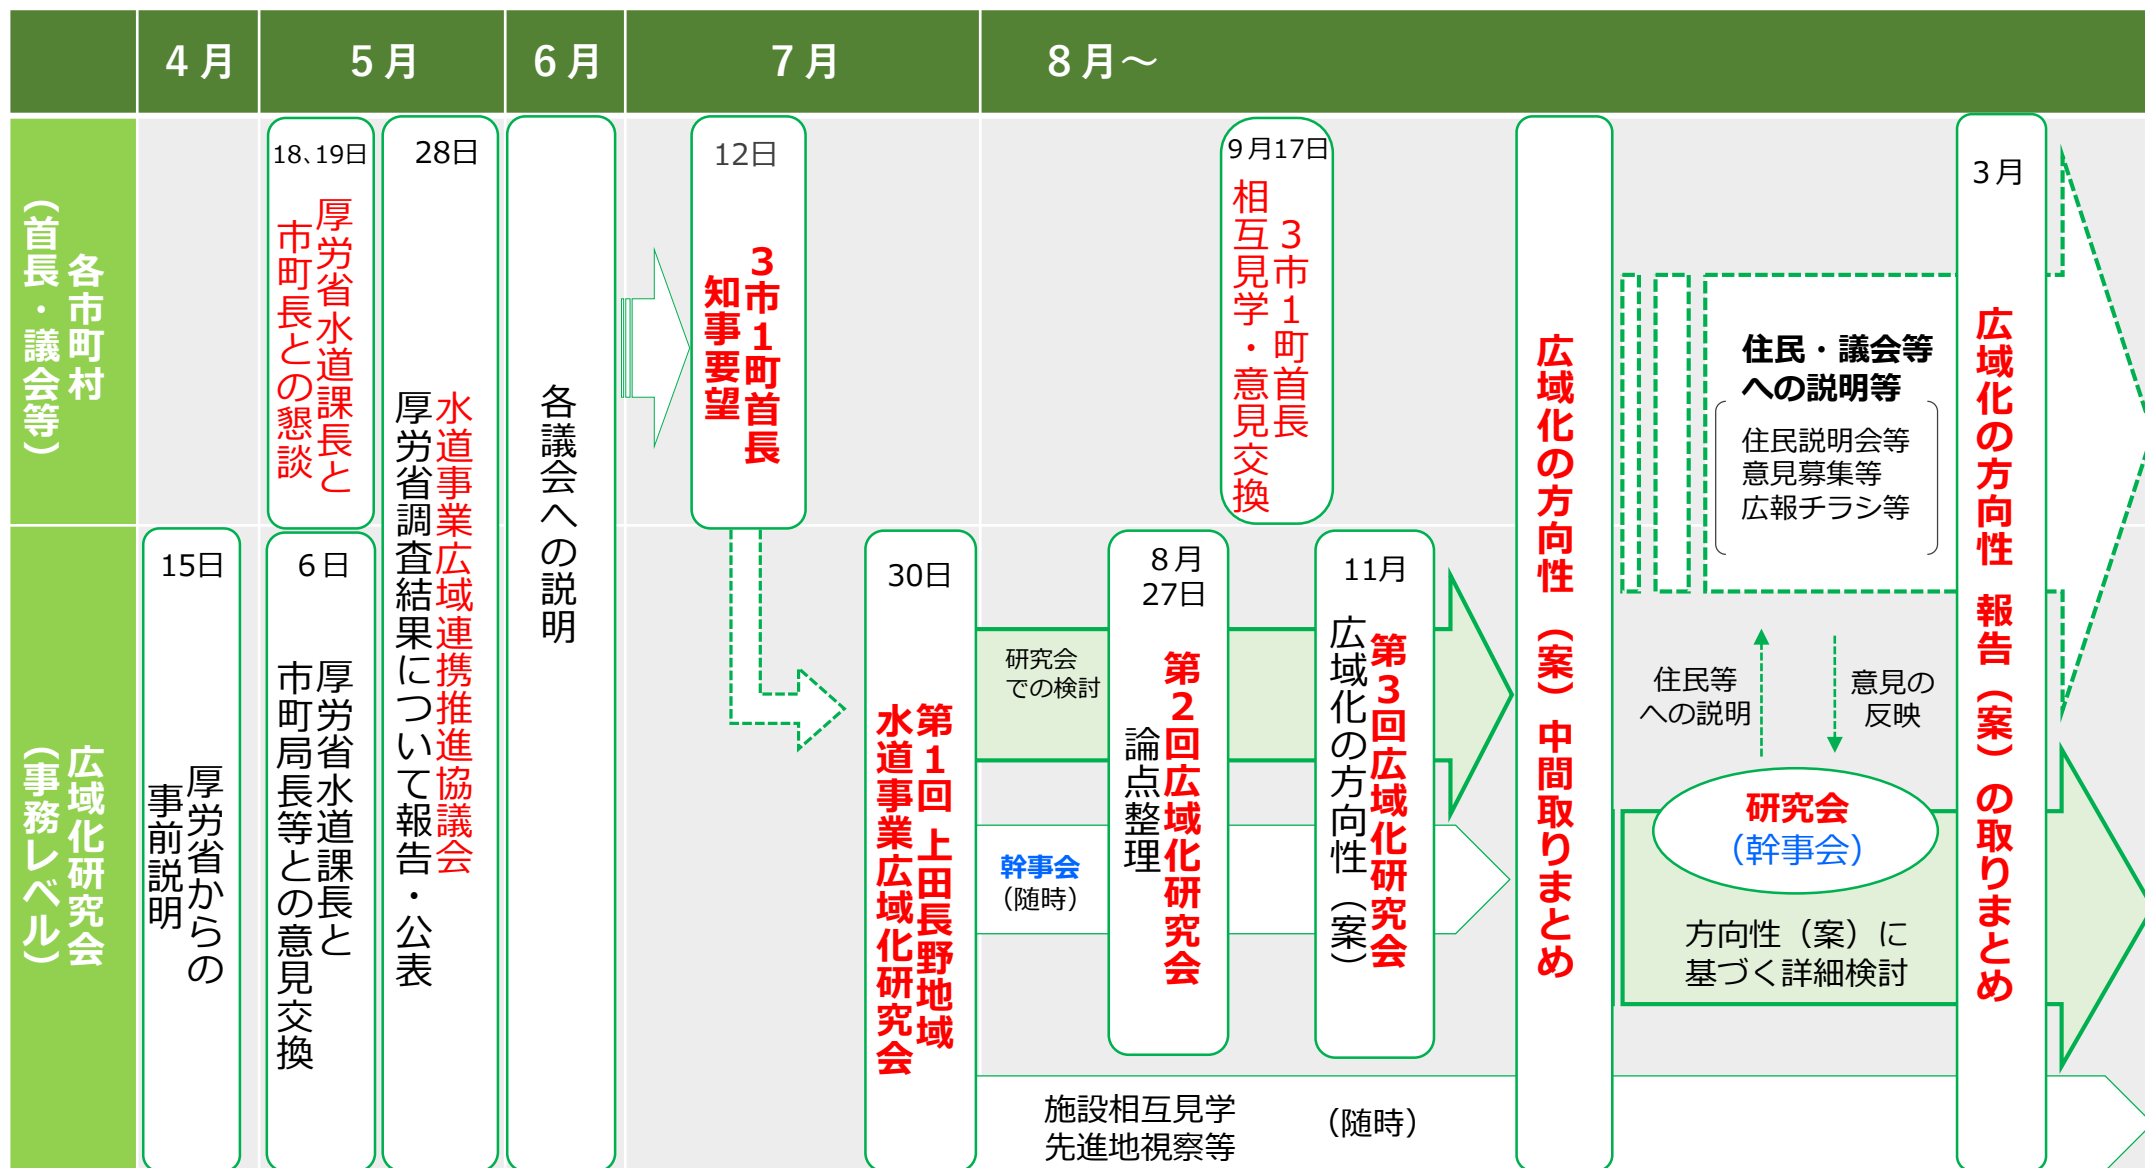 4月
5月
6月
7月
8月～
各市町村
（首長・議会等）
広域化研究会
（事務レベル）
15日
厚労省からの
事前説明
18､19日
厚労省水道課長と
市町長との懇談
6日
厚労省水道課長と
市町局長等との意見交換
28日
水道事業広域連携推進協議会
厚労省調査結果について報告・公表
各議会への説明
12日
3市1町首長
知事要望
30日
第1回 上田長野地域
水道事業広域化研究会
研究会
での検討
幹事会
（随時）
8月
27日
第2回広域化研究会
論点整理
9月17日
3市1町首長
相互見学・意見交換
11月
第3回広域化研究会
広域化の方向性（案）
施設相互見学
先進地視察等
（随時）
広域化の方向性（案）中間取りまとめ
住民・議会等
への説明等
住民説明会等
意見募集等
広報チラシ等
住民等
への説明
意見の
反映
研究会
（幹事会）
方向性（案）に
基づく詳細検討
3月
広域化の方向性 報告（案）の取りまとめ